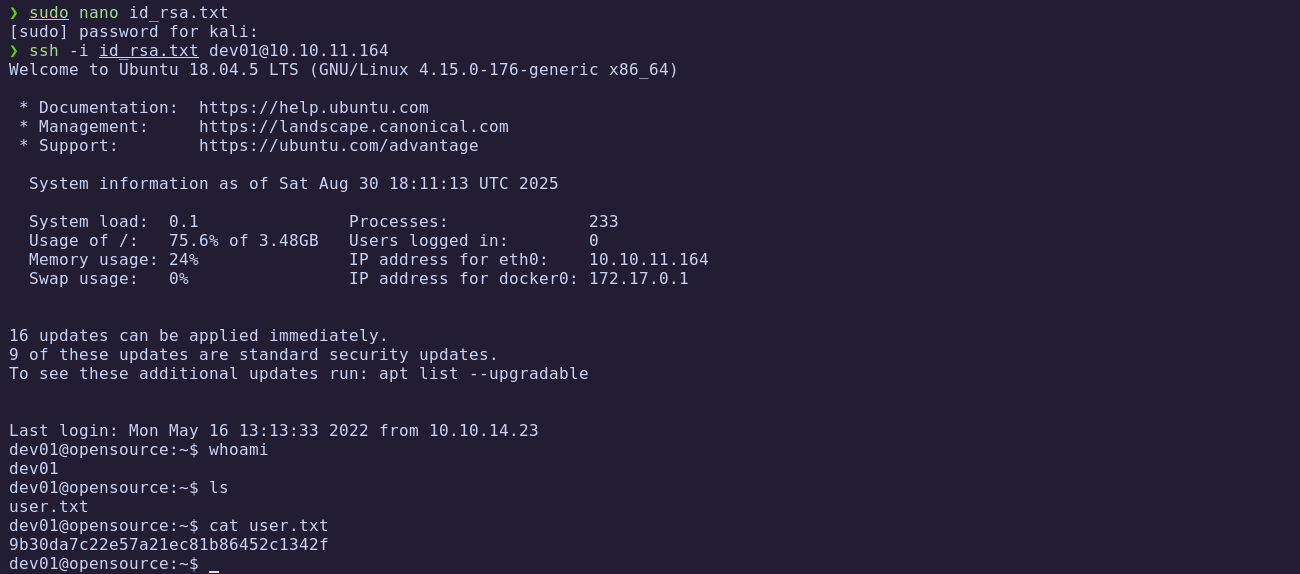 ❯ sudo nano id_rsa.txt
[sudo] password for kali:
❯ ssh -i id_rsa.txt dev01@10.10.11.164
Welcome to Ubuntu 18.04.5 LTS (GNU/Linux 4.15.0-176-generic x86_64)

 * Documentation:  https://help.ubuntu.com
 * Management:     https://landscape.canonical.com
 * Support:        https://ubuntu.com/advantage

  System information as of Sat Aug 30 18:11:13 UTC 2025

  System load:  0.1               Processes:              233
  Usage of /:   75.6% of 3.48GB   Users logged in:        0
  Memory usage: 24%               IP address for eth0:    10.10.11.164
  Swap usage:   0%                IP address for docker0: 172.17.0.1


16 updates can be applied immediately.
9 of these updates are standard security updates.
To see these additional updates run: apt list --upgradable


Last login: Mon May 16 13:13:33 2022 from 10.10.14.23
dev01@opensource:~$ whoami
dev01
dev01@opensource:~$ ls
user.txt
dev01@opensource:~$ cat user.txt
9b30da7c22e57a21ec81b86452c1342f
dev01@opensource:~$